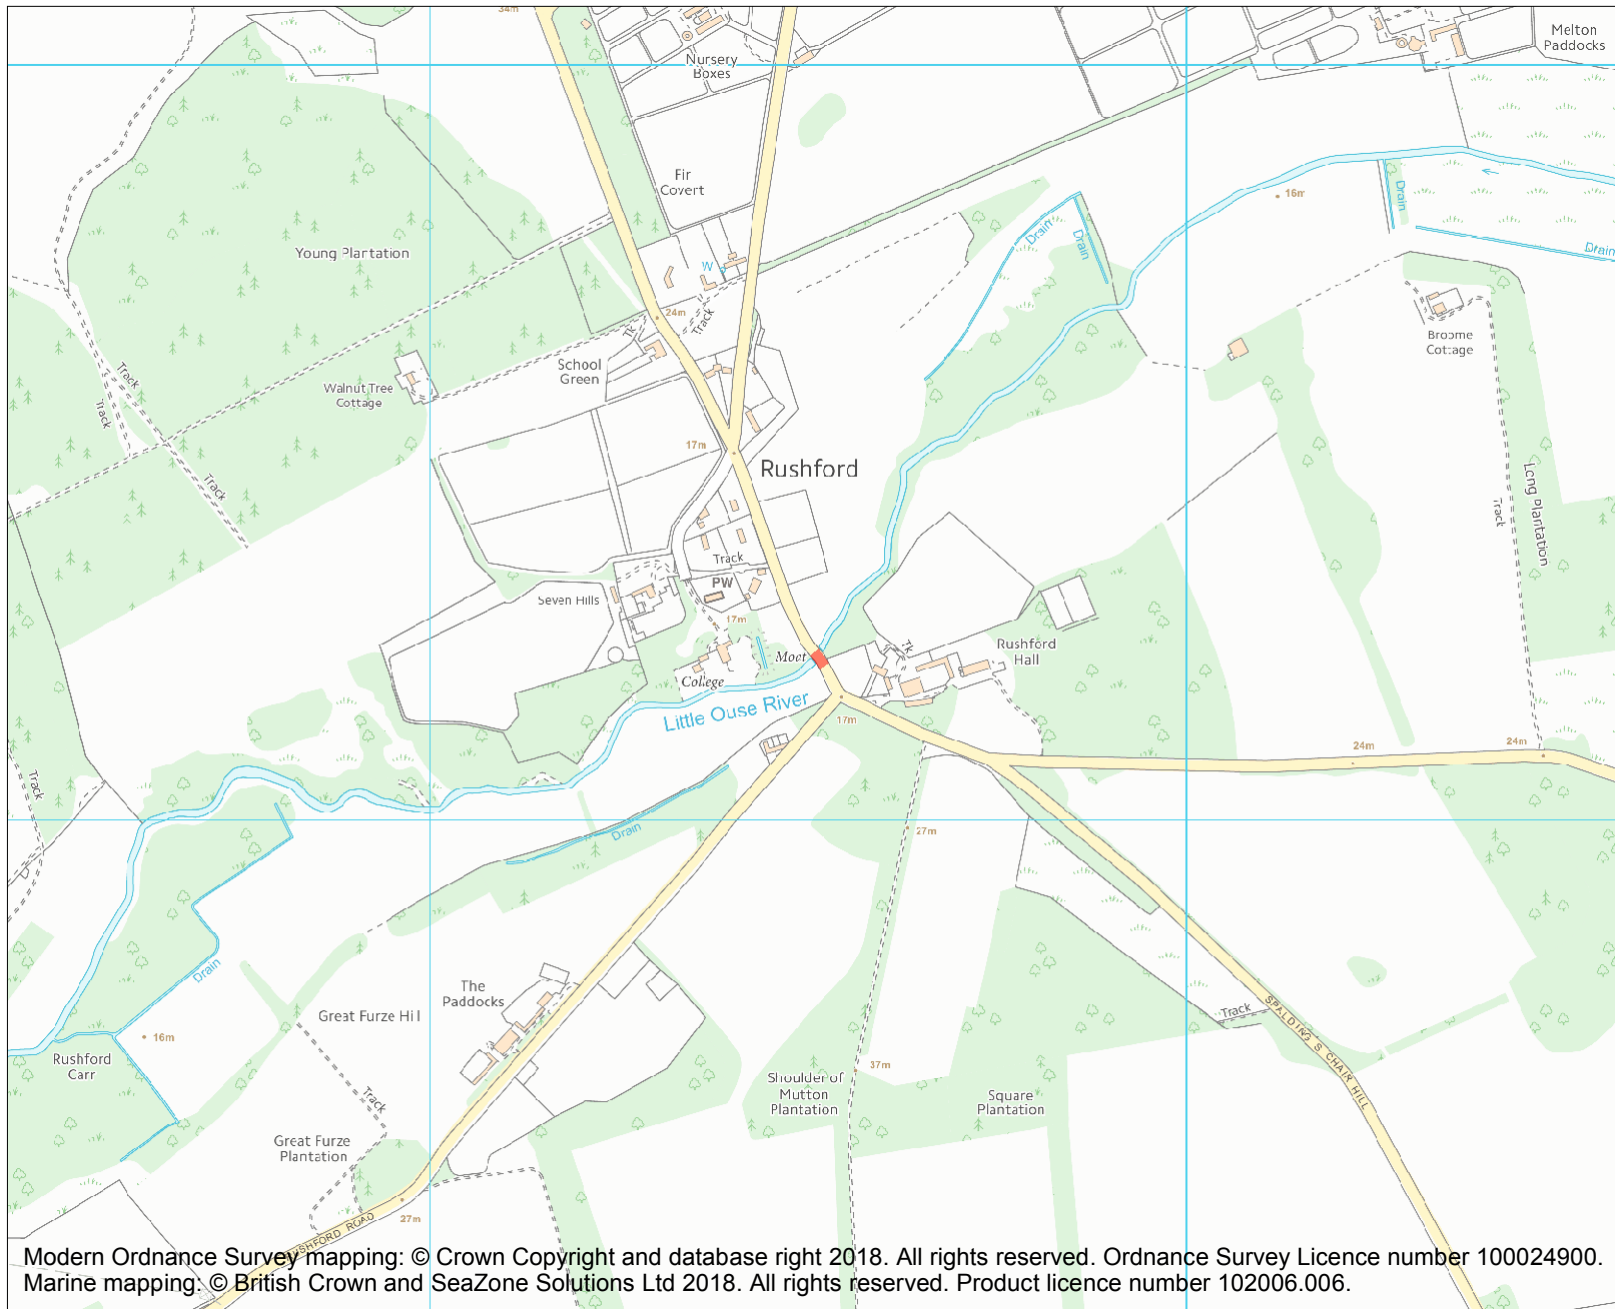 34m
Nursery
Boxes
Melton
Paddocks
Fir
Covert
16m
Drain
Drain
Drain
Drain
Young Plantation
W
24m
Tk
Track
School
Green
Walnut Tree
Cottage
Broome
Cottage
Track
Track
Track
17m
Rushford
Long Plantation
Track
Track
PW
Seven Hills
17m
Moat
College
Tk
Rushford
Hall
Little Ouse River
17m
24m
24m
Track
Drain
27m
Drain
The
Paddocks
Great Furze Hill
16m
Rushford
Carr
Track
Track
SPALDING'S CHAIR HILL
37m
Shoulder of
Mutton
Plantation
Square
Plantation
Great Furze
Plantation
27m
RUSHFORD ROAD
Modern Ordnance Survey mapping: © Crown Copyright and database right 2018. All rights reserved. Ordnance Survey Licence number 100024900.
Marine mapping: © British Crown and SeaZone Solutions Ltd 2018. All rights reserved. Product licence number 102006.006.